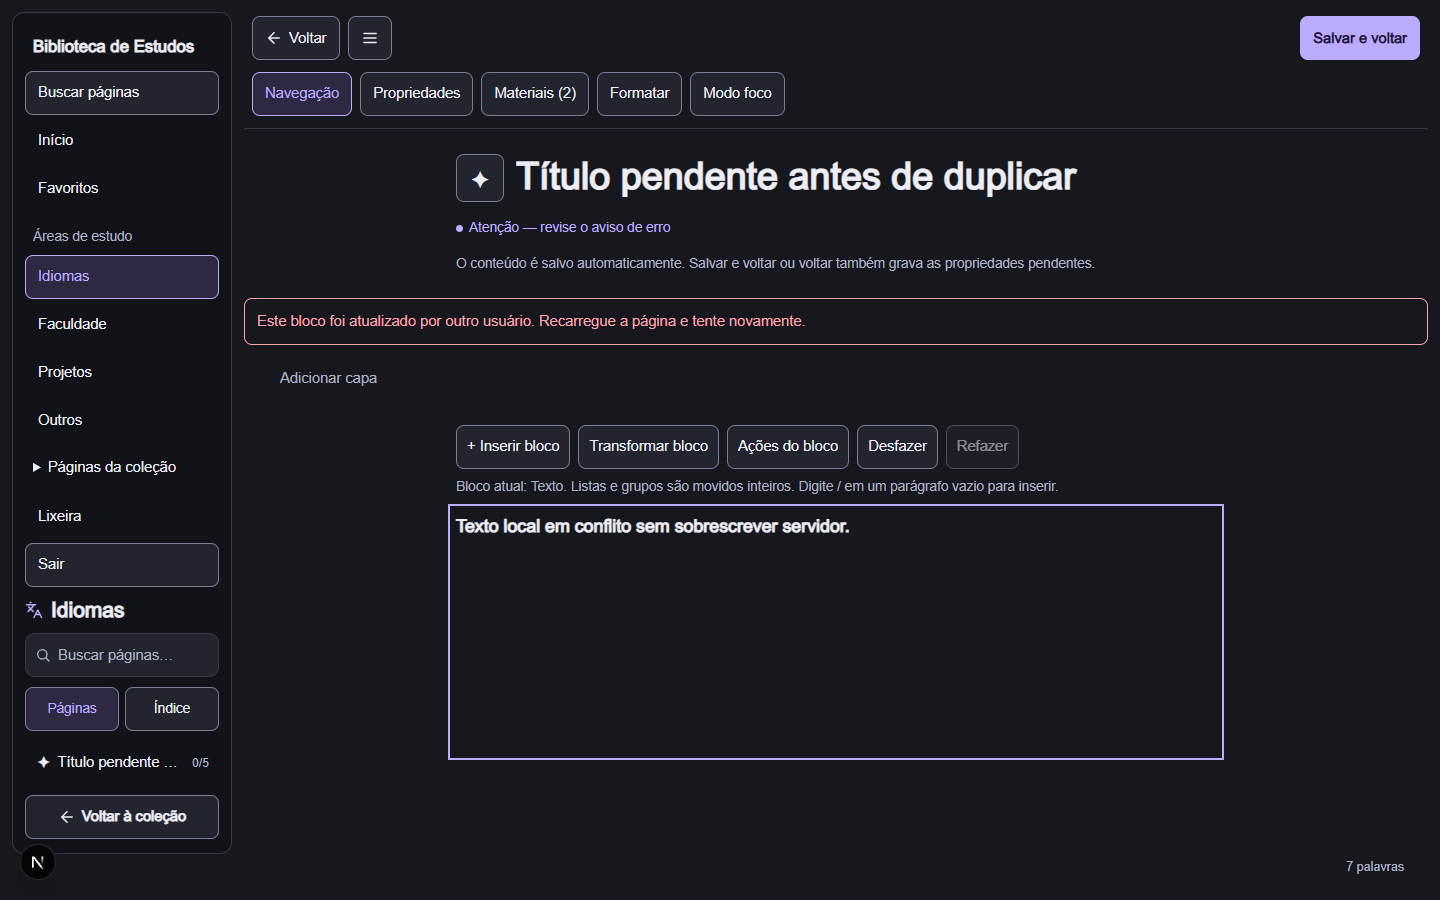 Biblioteca de Estudos
Buscar páginas
Início
Favoritos
Áreas de estudo
Idiomas
Faculdade
Projetos
Outros
Páginas da coleção
Lixeira
Sair
Idiomas
Buscar páginas...
Páginas Índice
Título pendente ... 0/5
Voltar à coleção
N
Voltar
Salvar e voltar
Navegação Propriedades Materiais (2) Formatar Modo foco
Título pendente antes de duplicar
Atenção — revise o aviso de erro
O conteúdo é salvo automaticamente. Salvar e voltar ou voltar também grava as propriedades pendentes.
Este bloco foi atualizado por outro usuário. Recarregue a página e tente novamente.
Adicionar capa
+ Inserir bloco Transformar bloco Ações do bloco Desfazer Refazer
Bloco atual: Texto. Listas e grupos são movidos inteiros. Digite / em um parágrafo vazio para inserir.
Texto local em conflito sem sobrescrever servidor.
7 palavras